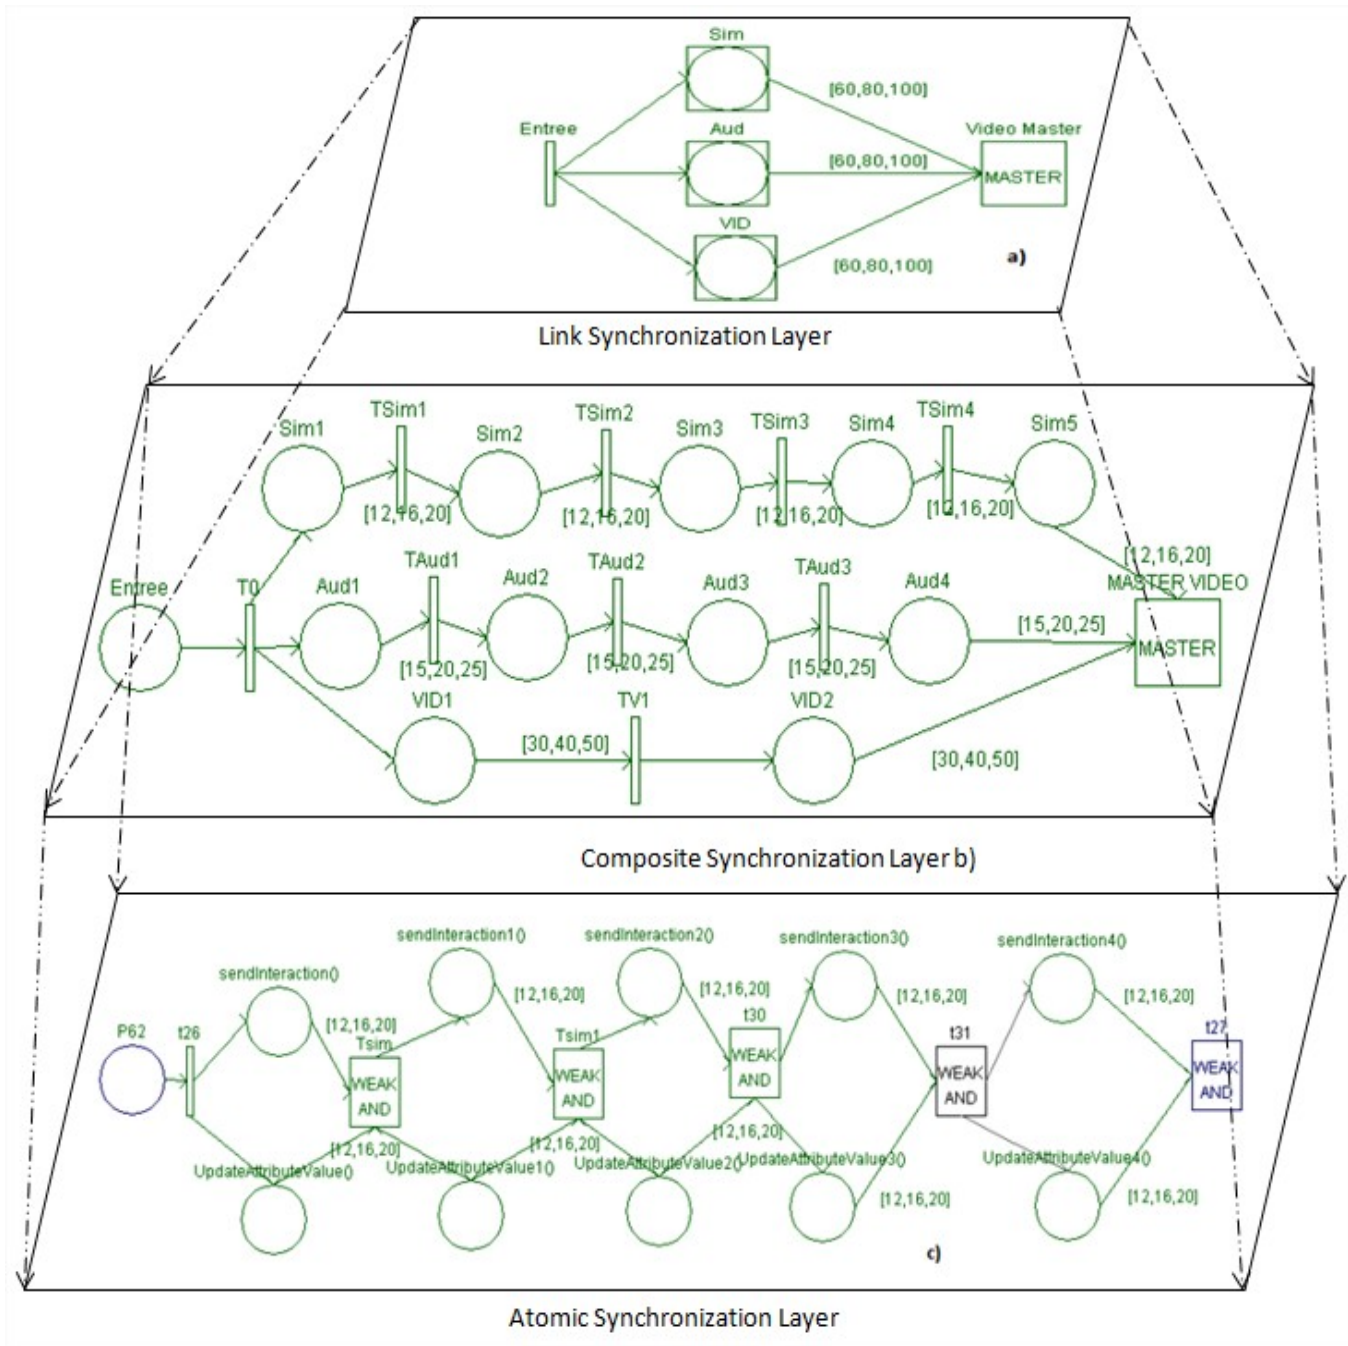 Sim
[60,80,100]
Entree
Aud
Video Master
[60,80,100]
MASTER
VID
[60,80,100]
a)
Link Synchronization Layer
Sim1
TSim1
Sim2
TSim2
Sim3
TSim3
Sim4
TSim4
Sim5
[12,16,20]
[12,16,20]
[12,16,20]
[12,16,20]
[12,16,20]
MASTER VIDEO
Entree
T0
Aud1
TAud1
Aud2
TAud2
Aud3
TAud3
Aud4
[15,20,25]
MASTER
[15,20,25]
[15,20,25]
[15,20,25]
VID1
TV1
VID2
[30,40,50]
[30,40,50]
Composite Synchronization Layer b)
sendInteraction()
sendInteraction1()
sendInteraction2()
sendInteraction3()
sendInteraction4()
[12,16,20]
[12,16,20]
[12,16,20]
[12,16,20]
[12,16,20]
P62
t26
Tsim
Tsim1
t30
t31
t27
WEAK
AND
WEAK
AND
WEAK
AND
WEAK
AND
WEAK
AND
[12,16,20]
[12,16,20]
[12,16,20]
[12,16,20]
[12,16,20]
UpdateAttributeValue()
UpdateAttributeValue1()
UpdateAttributeValue2()
UpdateAttributeValue3()
UpdateAttributeValue4()
c)
Atomic Synchronization Layer